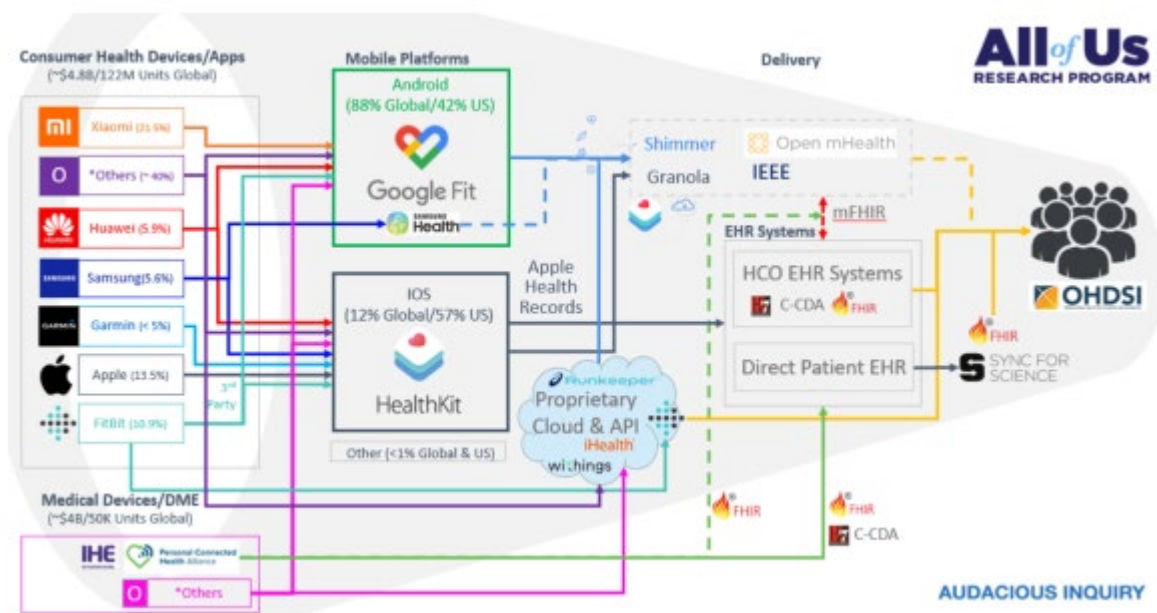 Consumer Health Devices/Apps
(~$4.8B/122M Units Global)
Xiaomi (21.5%)
O
*Others (~ 40%)
HUAWEI
Huawei (5.9%)
SAMSUNG
Samsung(5.6%)
GARMIN
Garmin (< 5%)
Apple (13.5%)
FitBit (10.9%)
3rd
Party
Medical Devices/DME
(~$4B/50K Units Global)
IHE
Personal Connected
Health Alliance
O
*Others
Mobile Platforms
Android
(88% Global/42% US)
Google Fit
SAMSUNG
Health
IOS
(12% Global/57% US)
HealthKit
Other (<1% Global & US)
Apple
Health
Records
Runkeeper
Proprietary
Cloud & API
iHealth
withings
Delivery
Shimmer
Open mHealth
Granola
IEEE
mFHIR
EHR Systems
HCO EHR Systems
C-CDA
FHIR
Direct Patient EHR
FHIR
FHIR
C-CDA
All of Us
RESEARCH PROGRAM
OHDSI
FHIR
S
SYNC FOR
SCIENCE
AUDACIOUS INQUIRY